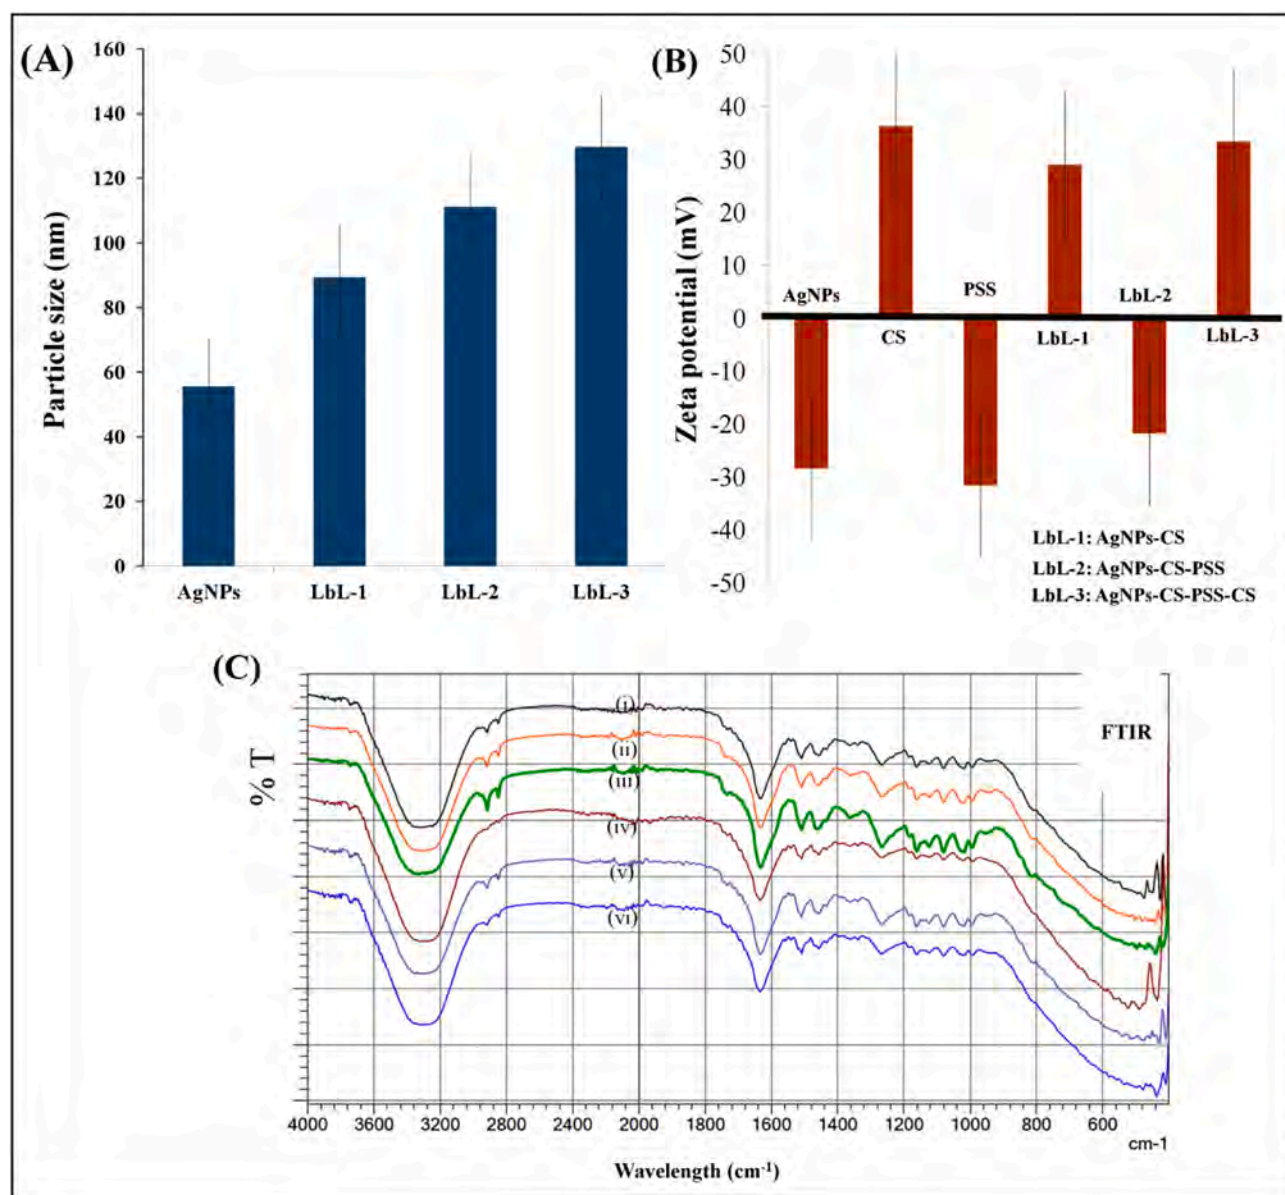 (A)
160
140
120
100
80
60
40
20
0
Particle size (nm)
AgNPs LbL-1 LbL-2 LbL-3
(B)
50
40
30
20
10
0
-10
-20
-30
-40
-50
Zeta potential (mV)
AgNPs PSS LbL-2
CS LbL-1 LbL-3
LbL-1: AgNPs-CS
LbL-2: AgNPs-CS-PSS
LbL-3: AgNPs-CS-PSS-CS
(C)
% T
(i)
(ii)
(iii)
(iv)
(v)
(vi)
FTIR
4000 3600 3200 2800 2400 2000 1800 1600 1400 1200 1000 800 600
cm-1
Wavelength (cm-1)